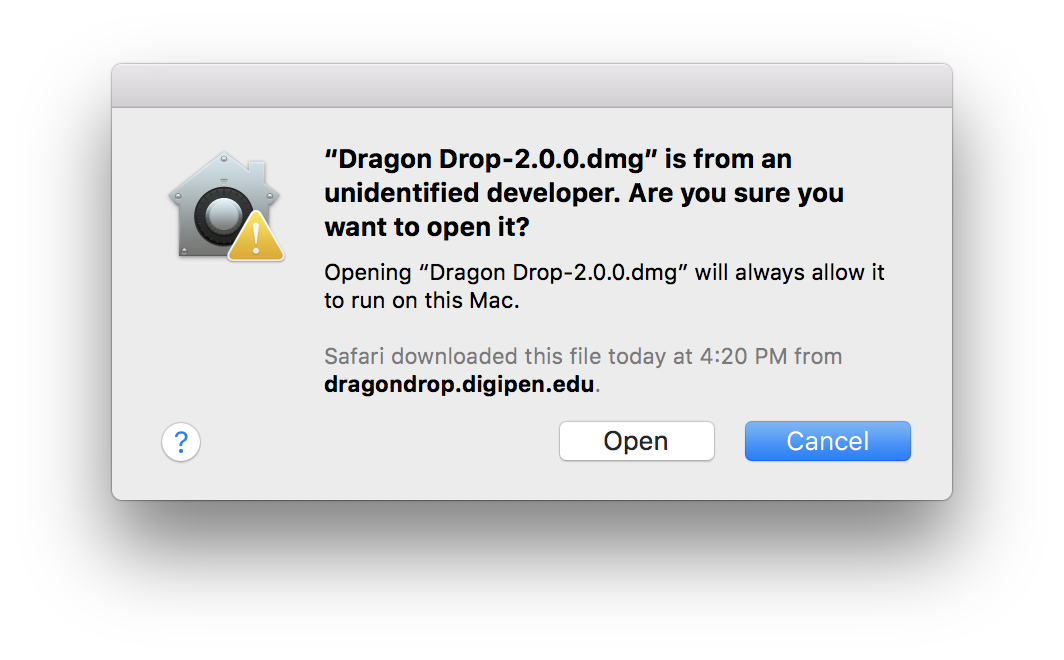 “Dragon Drop-2.0.0.dmg” is from an
unidentified developer. Are you sure you
want to open it?
Opening “Dragon Drop-2.0.0.dmg” will always allow it
to run on this Mac.
Safari downloaded this file today at 4:20 PM from
dragondrop.digipen.edu.
?
Open
Cancel